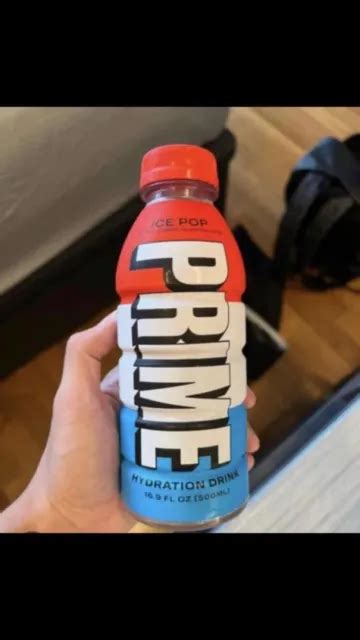 ICE POP
PRIME
HYDRATION DRINK
16.9 FL OZ (500ML)